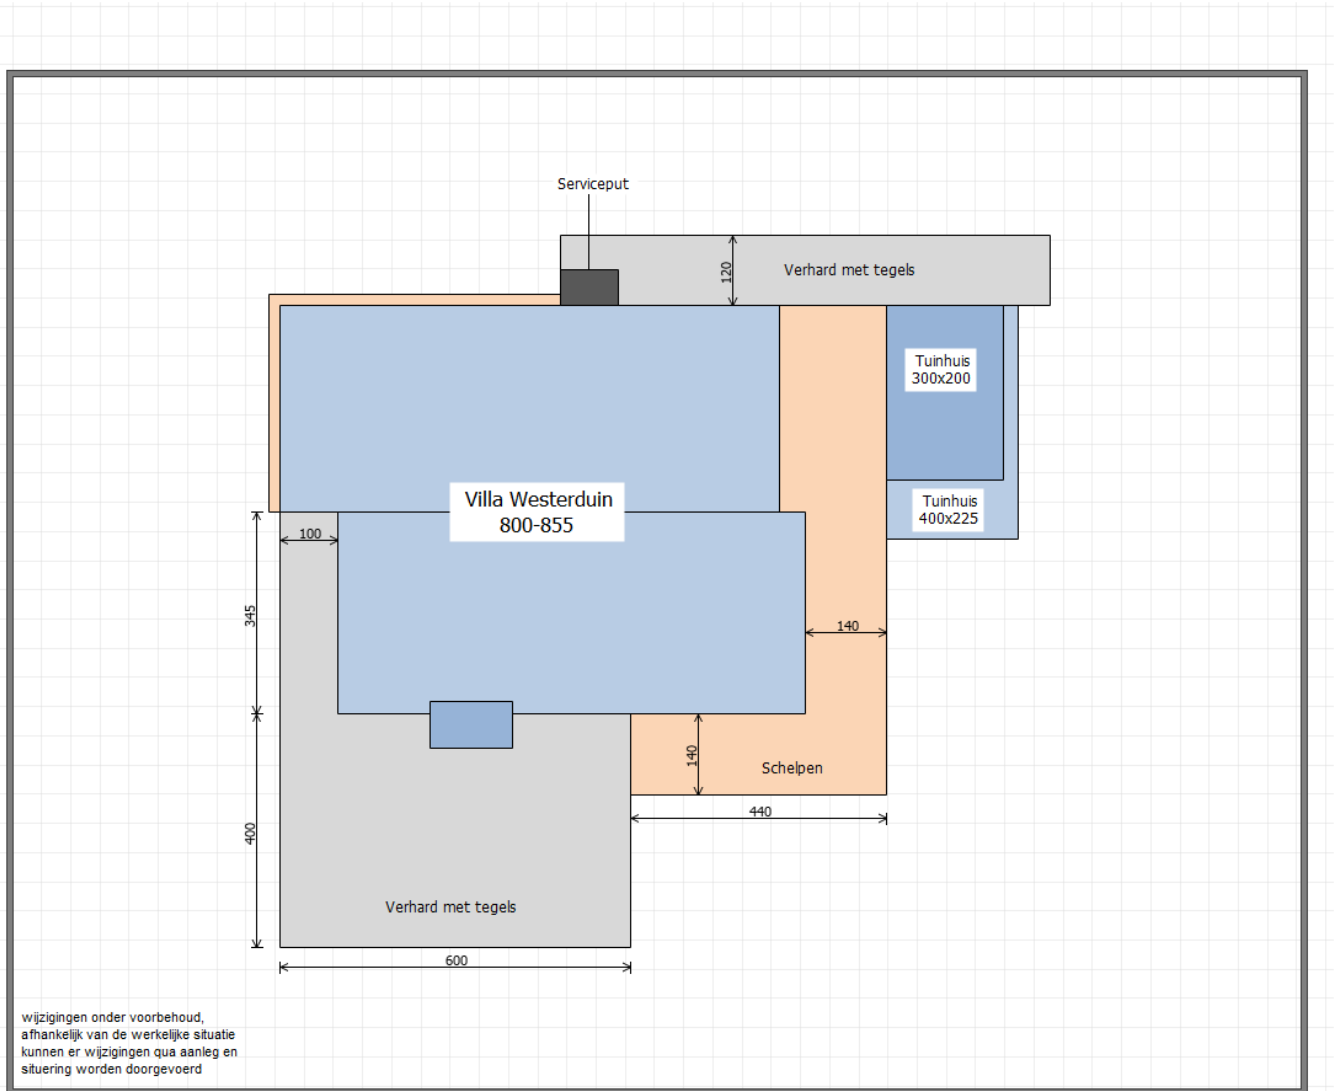 Serviceput
120
Verhard met tegels
Tuinhuis
300x200
Villa Westerduin
800-855
Tuinhuis
400x225
100
345
140
140
Schelpen
440
400
Verhard met tegels
600
wijzigingen onder voorbehoud,
afhankelijk van de werkelijke situatie
kunnen er wijzigingen qua aanleg en
situering worden doorgevoerd